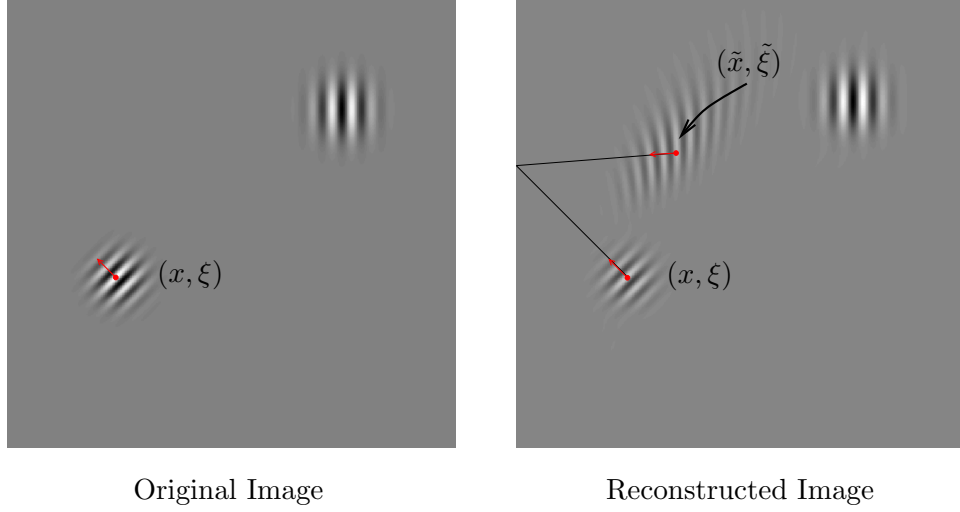 (x̃, ξ̃)
(x, ξ)
(x, ξ)
Original Image
Reconstructed Image